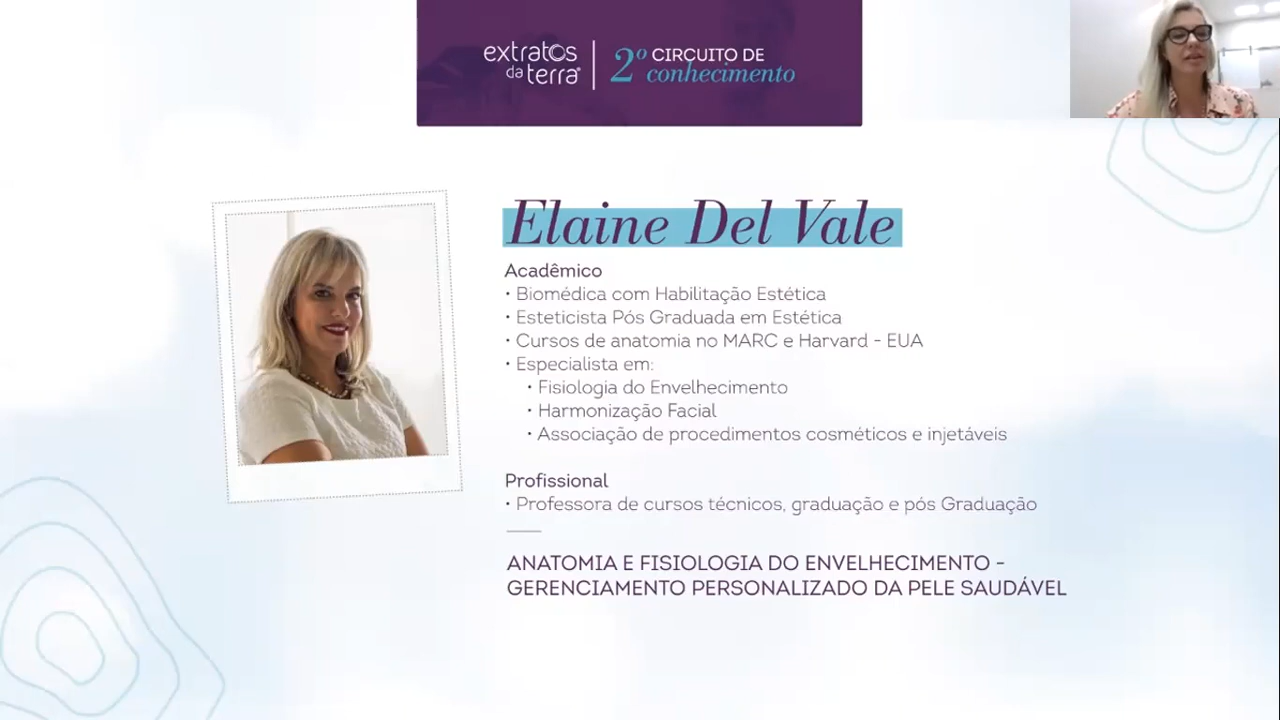 extratos
da terra®
2º CIRCUITO DE
conhecimento
Elaine Del Vale
Acadêmico
• Biomédica com Habilitação Estética
• Esteticista Pós Graduada em Estética
• Cursos de anatomia no MARC e Harvard - EUA
• Especialista em:
• Fisiologia do Envelhecimento
• Harmonização Facial
• Associação de procedimentos cosméticos e injetáveis
Profissional
• Professora de cursos técnicos, graduação e pós Graduação
ANATOMIA E FISIOLOGIA DO ENVELHECIMENTO -
GERENCIAMENTO PERSONALIZADO DA PELE SAUDÁVEL